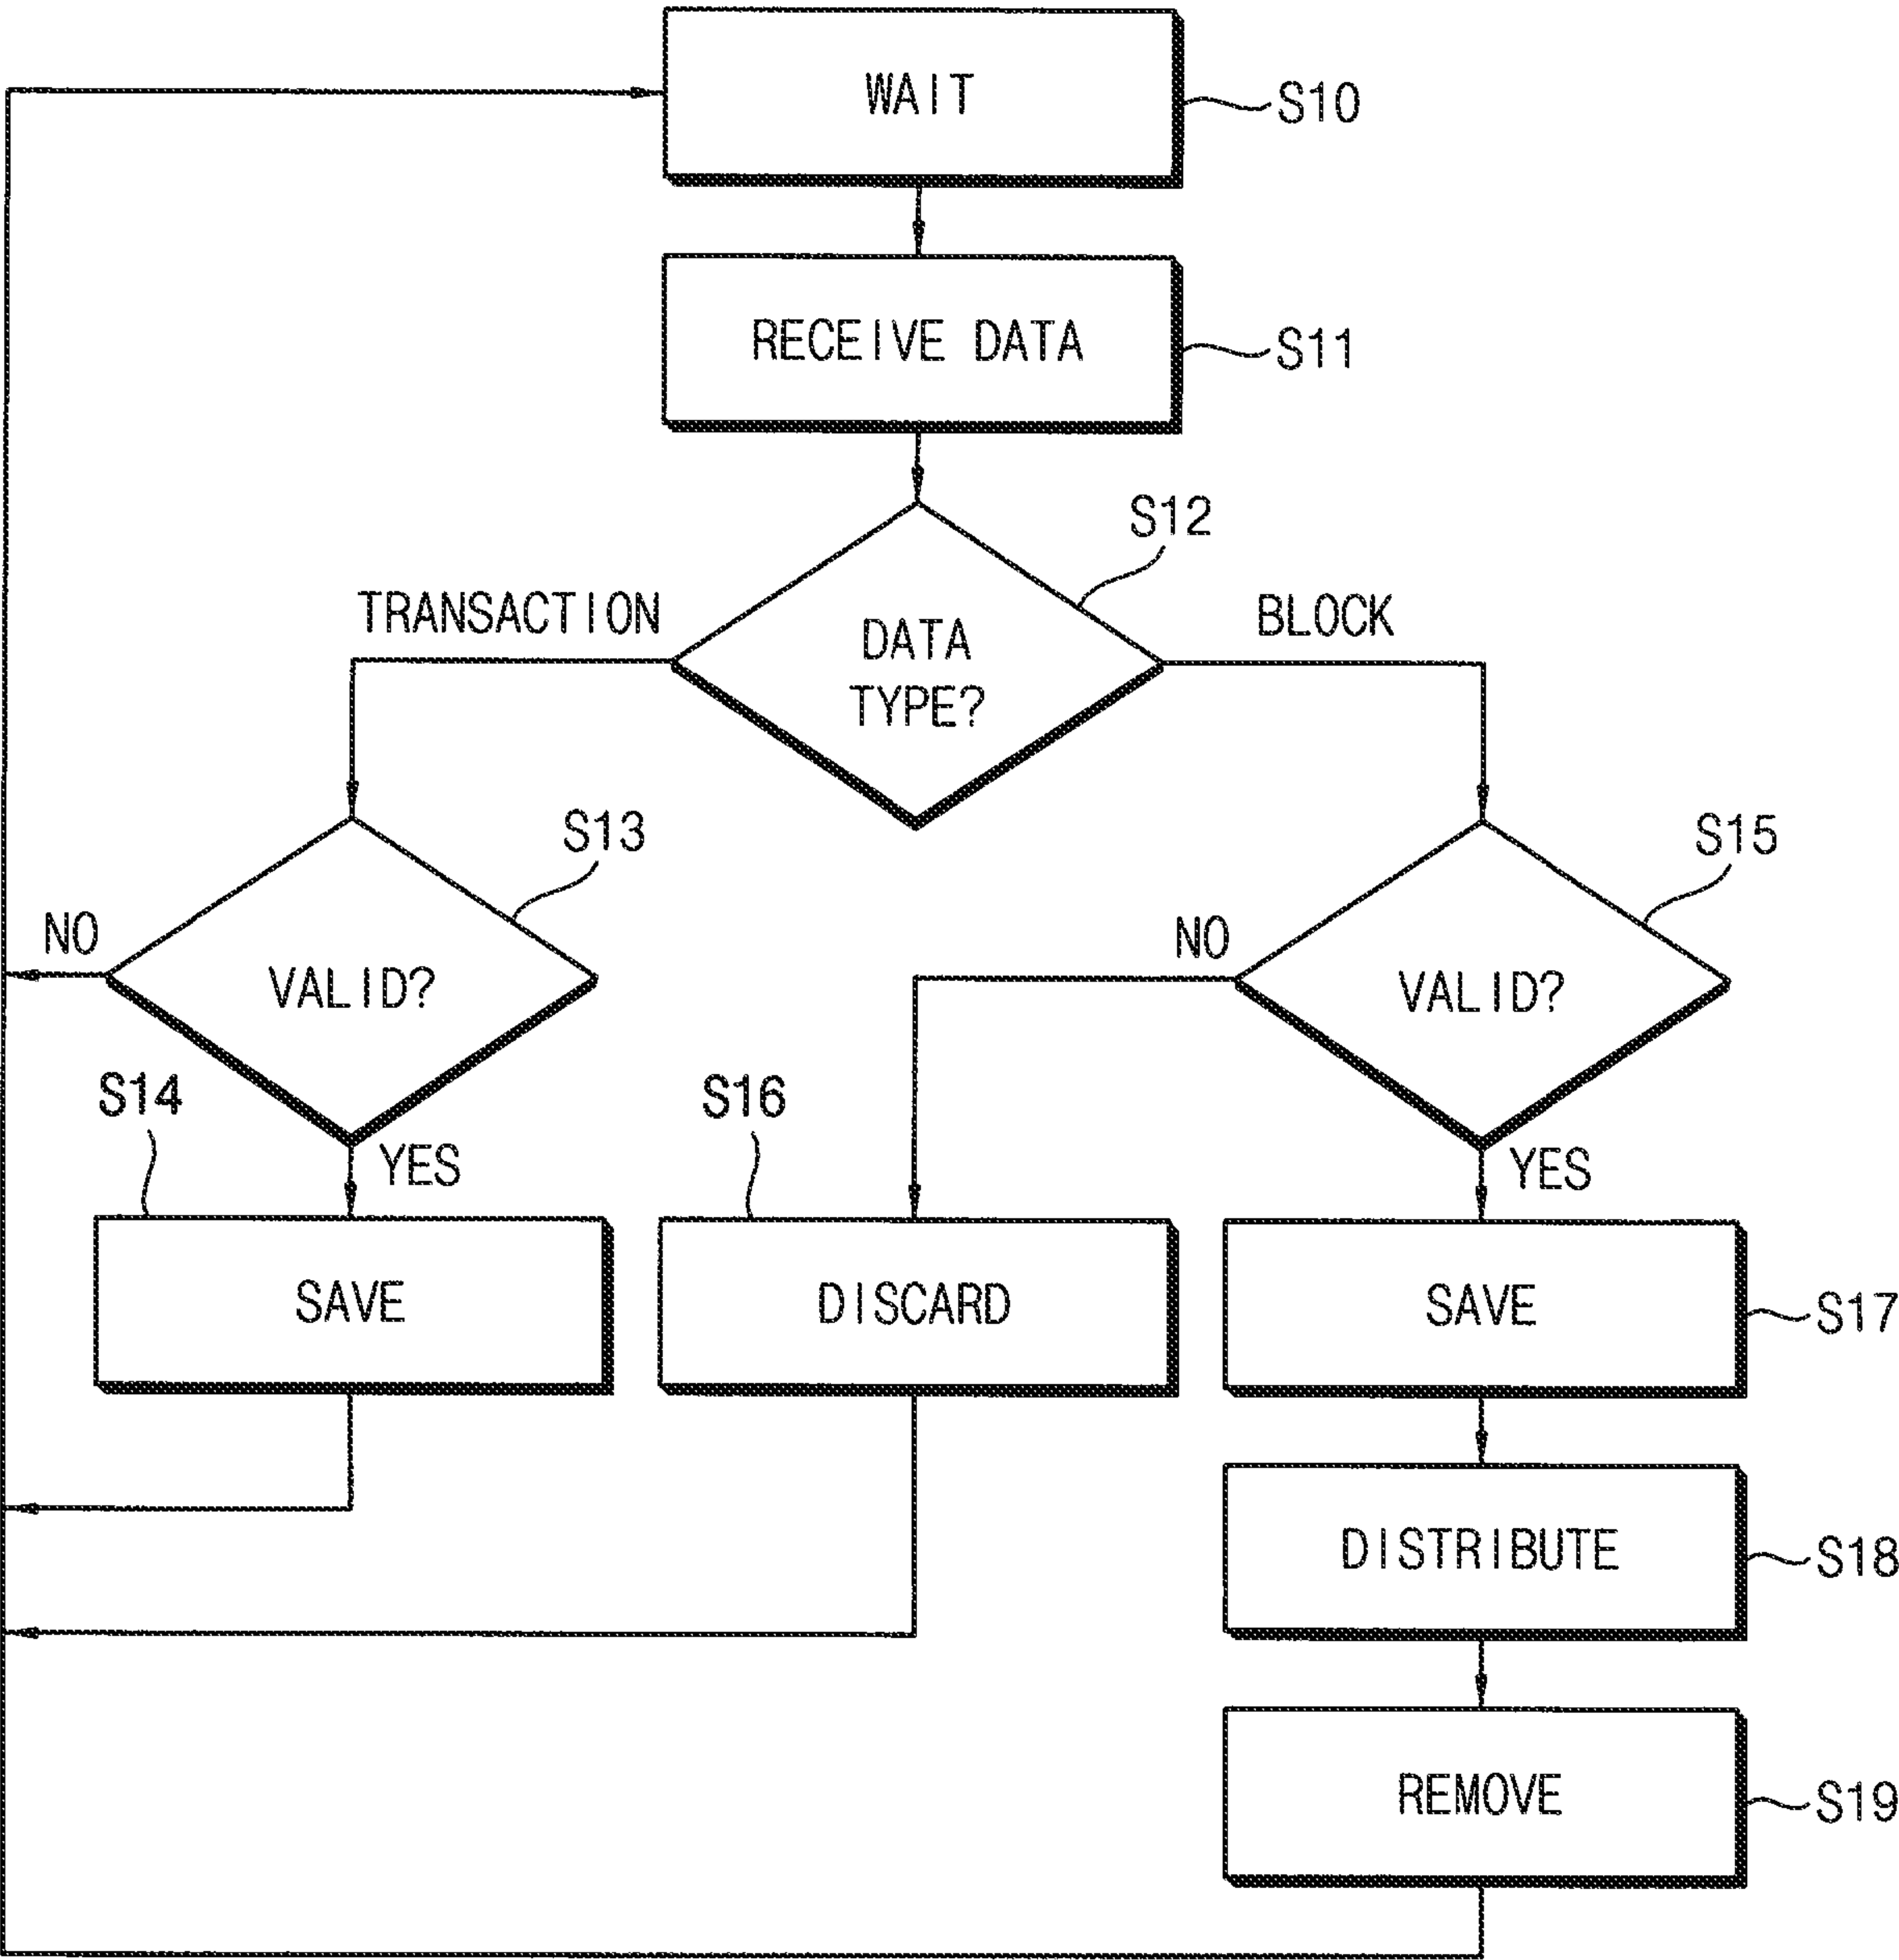 WAIT
S10
RECEIVE DATA
S11
S12
TRANSACTION
BLOCK
DATA
TYPE?
S13
S15
NO
NO
VALID?
VALID?
S14
S16
YES
YES
SAVE
DISCARD
SAVE
S17
DISTRIBUTE
S18
REMOVE
S19